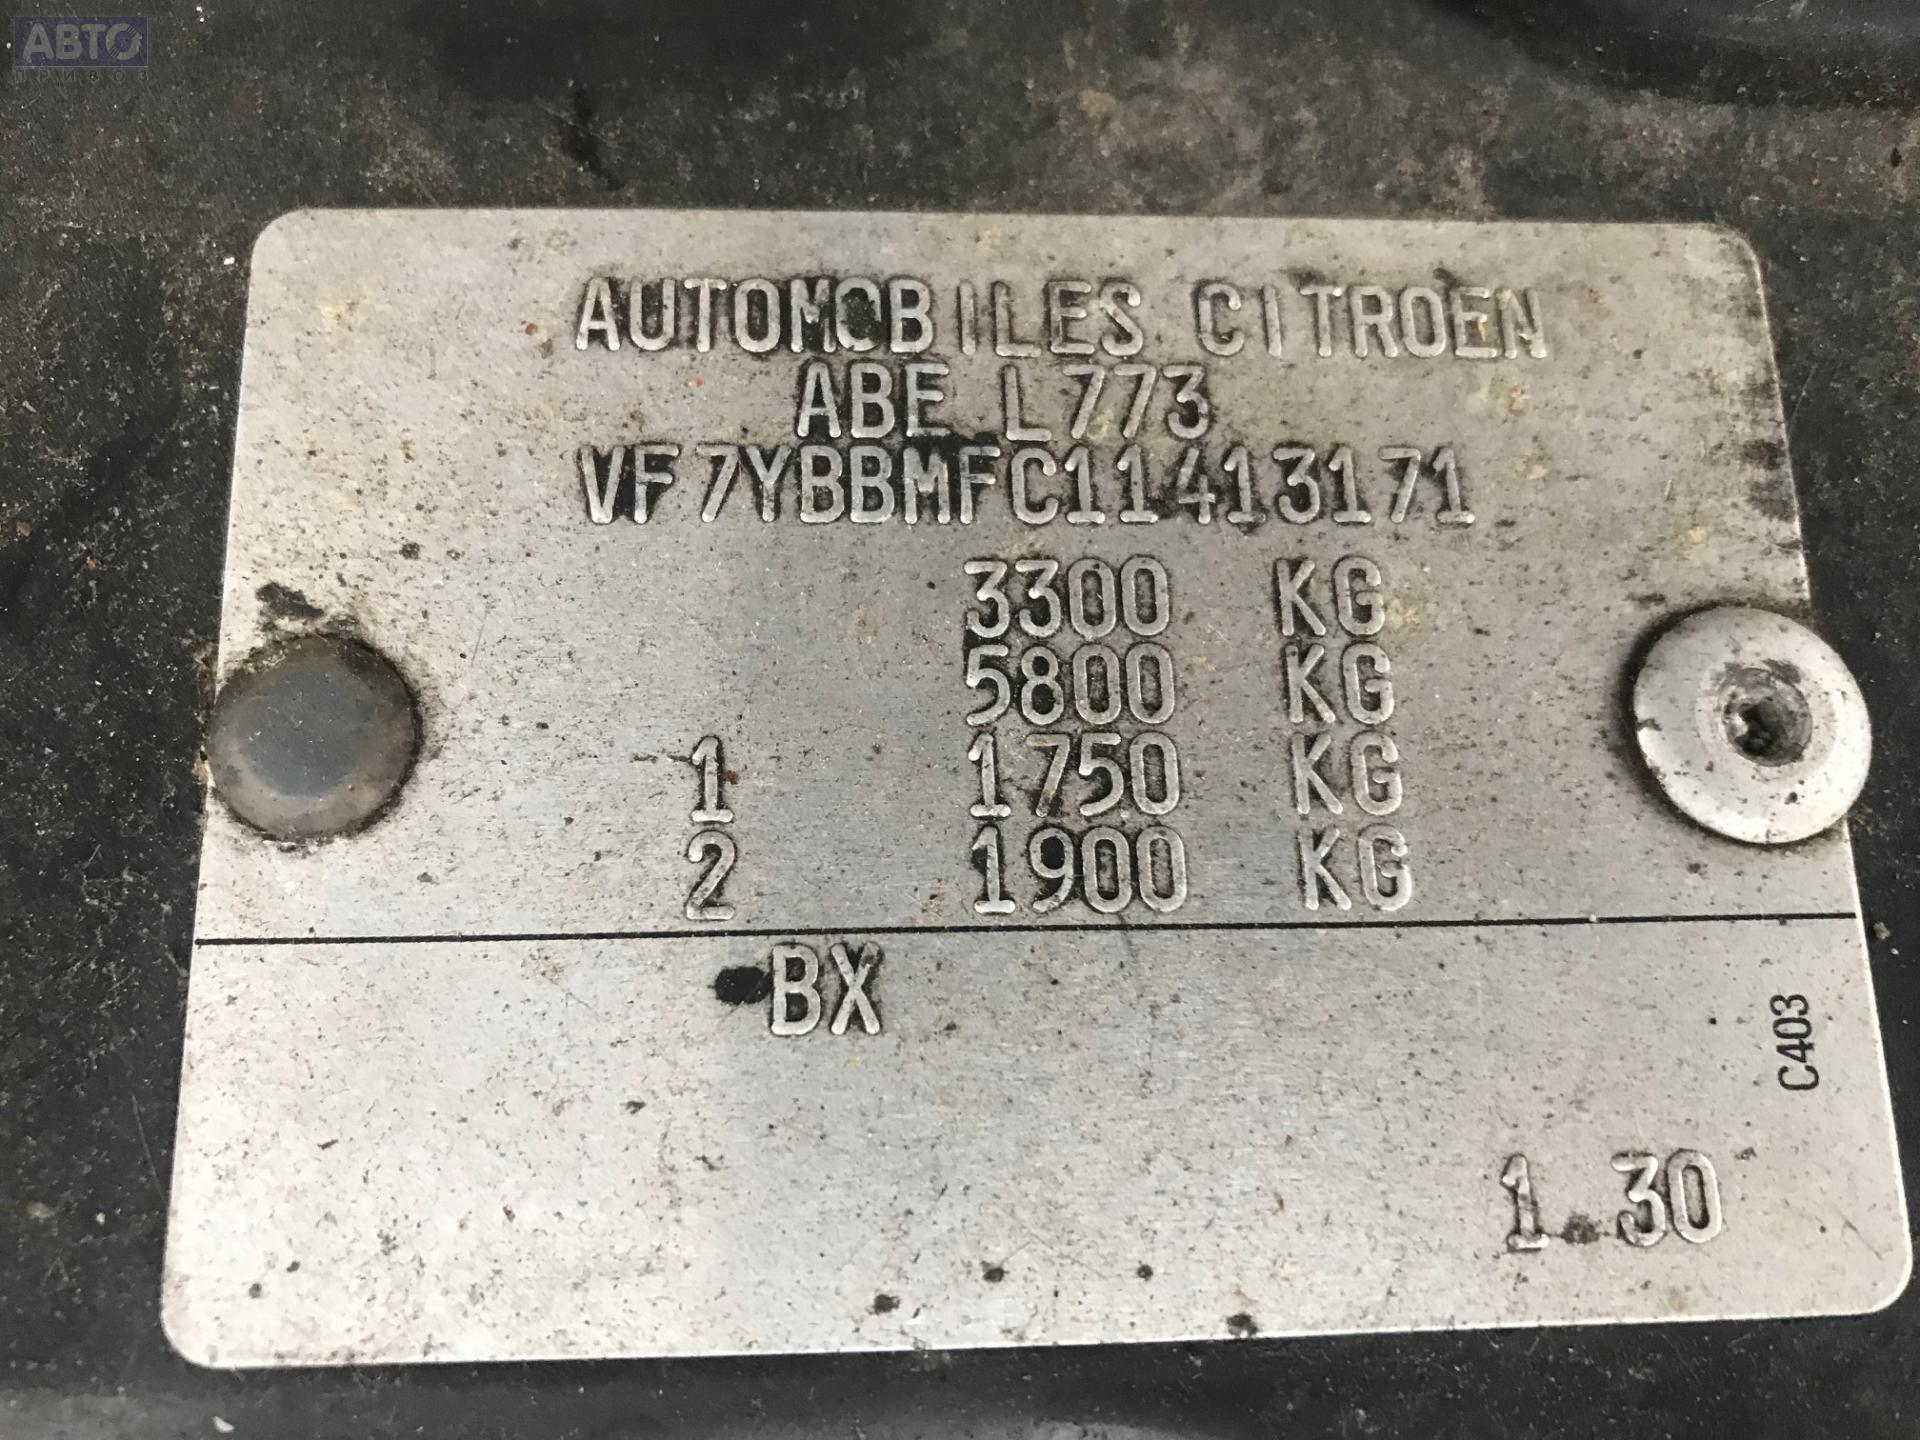 АВТО
ПРИВОЗ
AUTOMOBILES CITROEN
ABE L773
VF7YBBMFC11413171
3300 KG
5800 KG
1 1750 KG
2 1900 KG
BX
C403
1.30